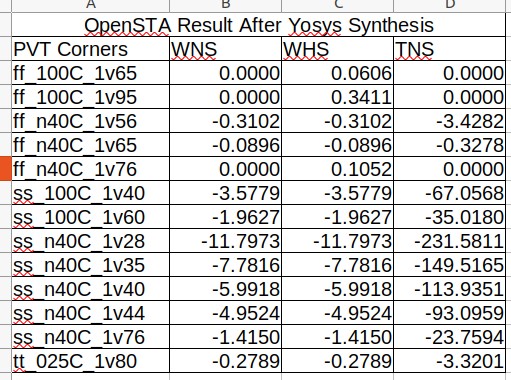 A B C D
OpenSTA Result After Yosys Synthesis
PVT Corners WNS WHS TNS
ff_100C_1v65 0.0000 0.0606 0.0000
ff_100C_1v95 0.0000 0.3411 0.0000
ff_n40C_1v56 -0.3102 -0.3102 -3.4282
ff_n40C_1v65 -0.0896 -0.0896 -0.3278
ff_n40C_1v76 0.0000 0.1052 0.0000
ss_100C_1v40 -3.5779 -3.5779 -67.0568
ss_100C_1v60 -1.9627 -1.9627 -35.0180
ss_n40C_1v28 -11.7973 -11.7973 -231.5811
ss_n40C_1v35 -7.7816 -7.7816 -149.5165
ss_n40C_1v40 -5.9918 -5.9918 -113.9351
ss_n40C_1v44 -4.9524 -4.9524 -93.0959
ss_n40C_1v76 -1.4150 -1.4150 -23.7594
tt_025C_1v80 -0.2789 -0.2789 -3.3201